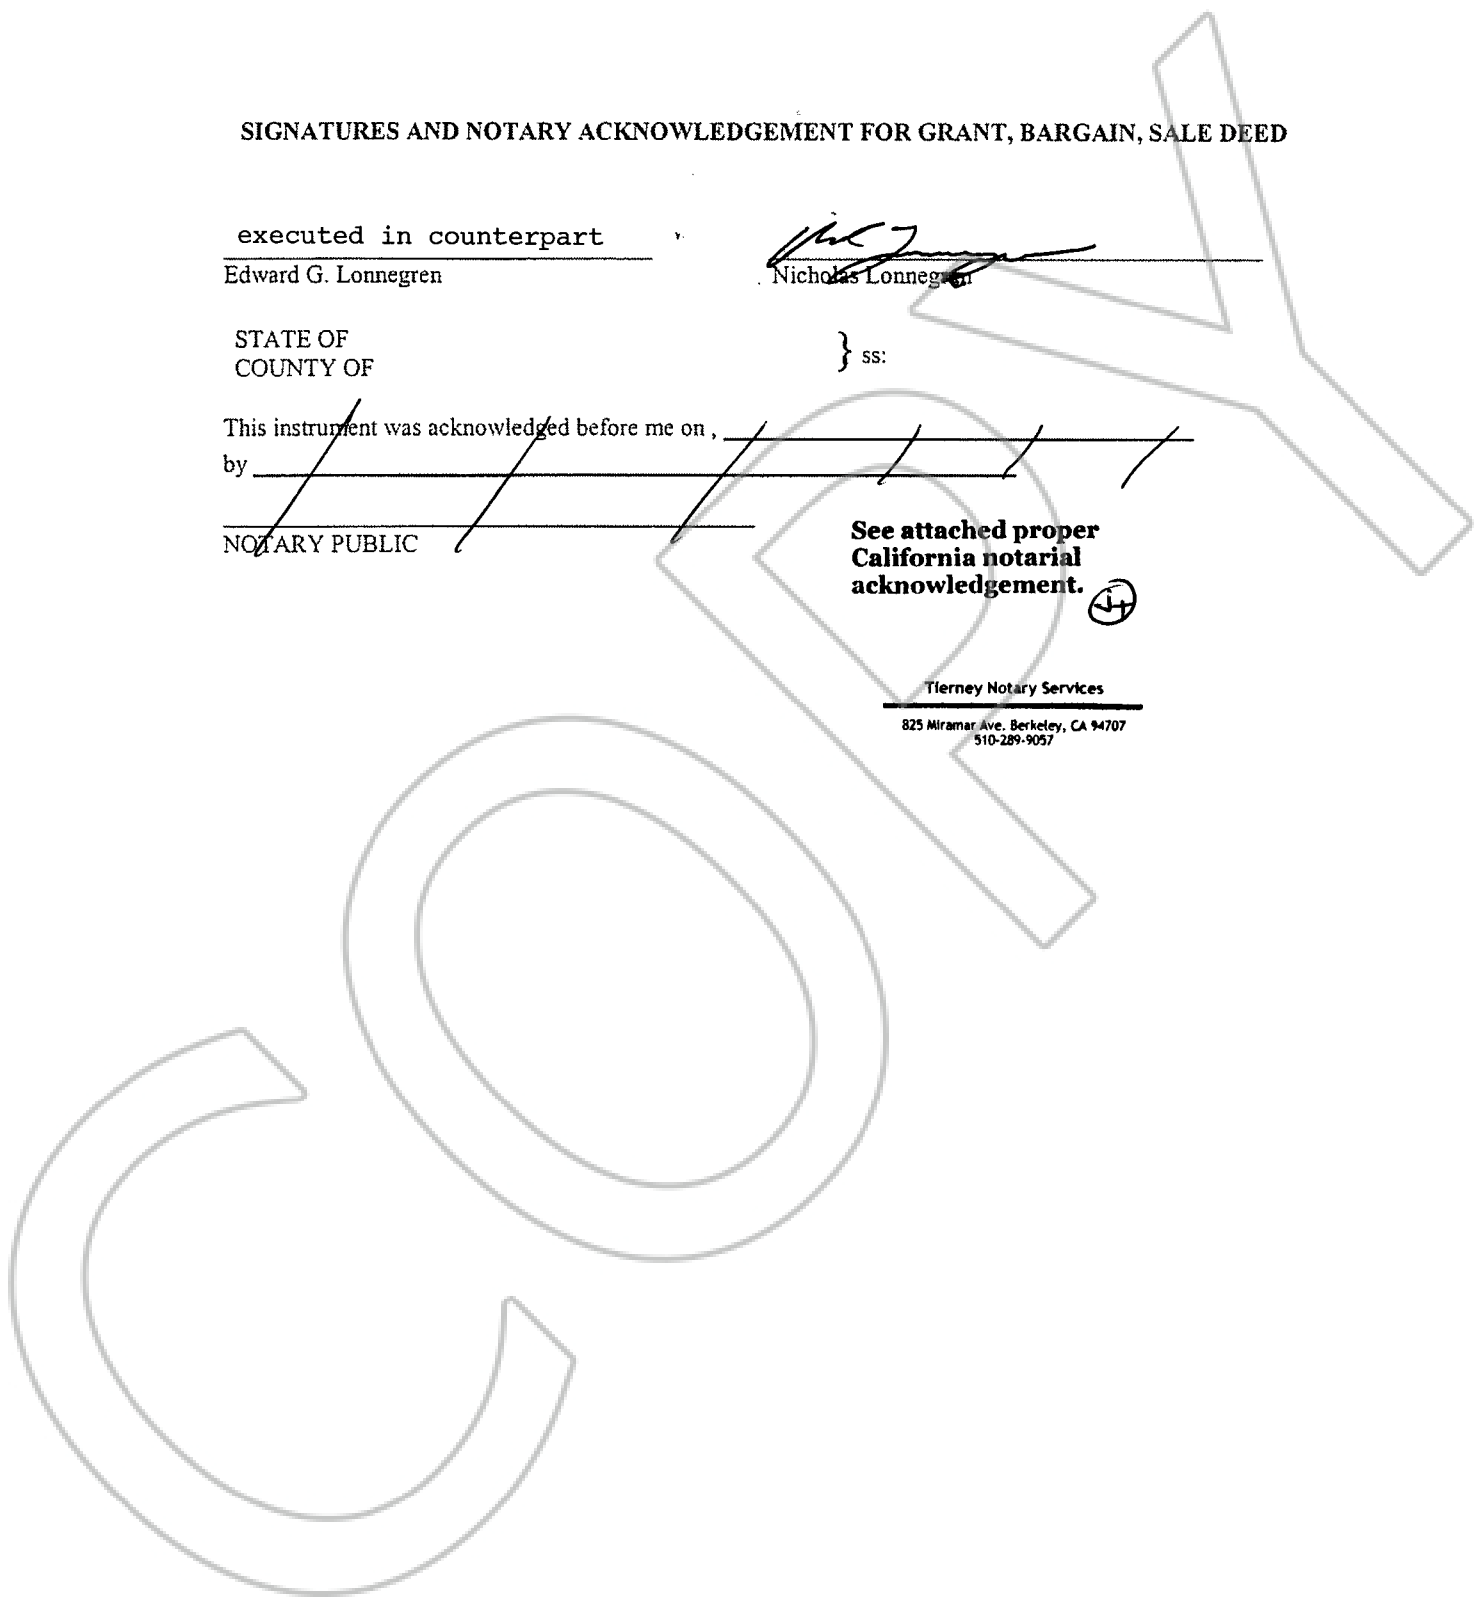 SIGNATURES AND NOTARY ACKNOWLEDGEMENT FOR GRANT, BARGAIN, SALE DEED
executed in counterpart
Edward G. Lonnegren
Nicholas Lonnegren
STATE OF
COUNTY OF
} ss:
This instrument was acknowledged before me on ,
by
NOTARY PUBLIC
See attached proper
California notarial
acknowledgement.
Tierney Notary Services
825 Miramar Ave. Berkeley, CA 94707
510-289-9057
COPY